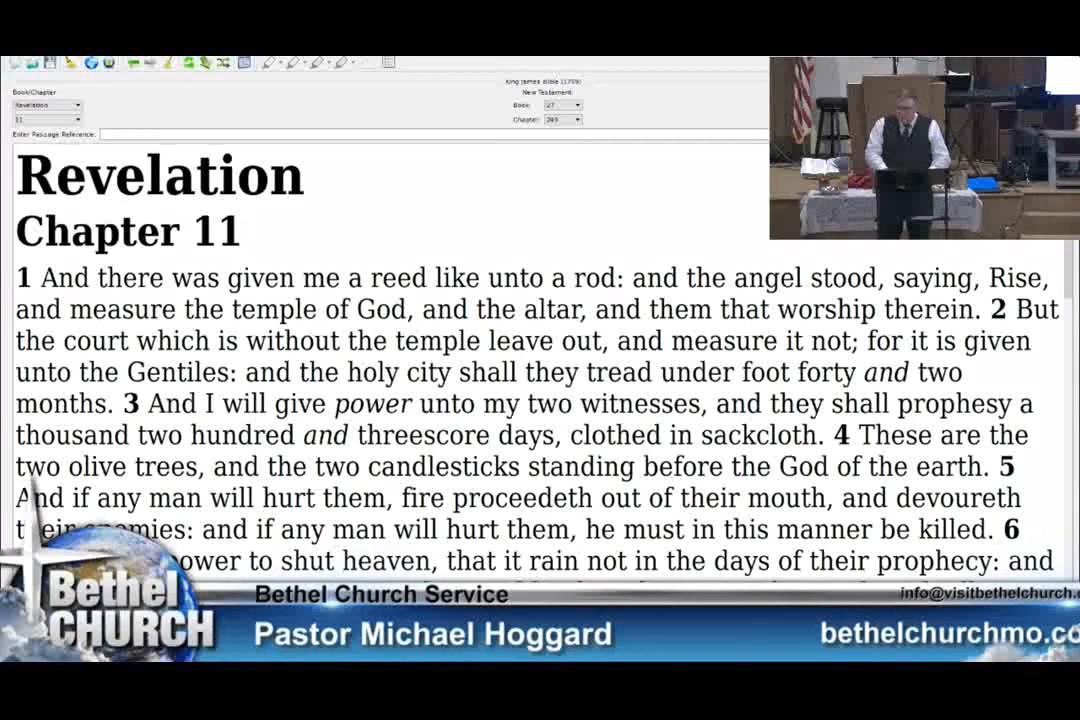 King James Bible (1769)
Book/Chapter
New Testament
Revelation
Book: 27
11
Chapter: 249
Enter Passage Reference:
Revelation
Chapter 11
1 And there was given me a reed like unto a rod: and the angel stood, saying, Rise,
and measure the temple of God, and the altar, and them that worship therein. 2 But
the court which is without the temple leave out, and measure it not; for it is given
unto the Gentiles: and the holy city shall they tread under foot forty and two
months. 3 And I will give power unto my two witnesses, and they shall prophesy a
thousand two hundred and threescore days, clothed in sackcloth. 4 These are the
two olive trees, and the two candlesticks standing before the God of the earth. 5
And if any man will hurt them, fire proceedeth out of their mouth, and devoureth
their enemies: and if any man will hurt them, he must in this manner be killed. 6
power to shut heaven, that it rain not in the days of their prophecy: and
Bethel
CHURCH
Bethel Church Service
info@visitbethelchurch.
Pastor Michael Hoggard
bethelchurchmo.co